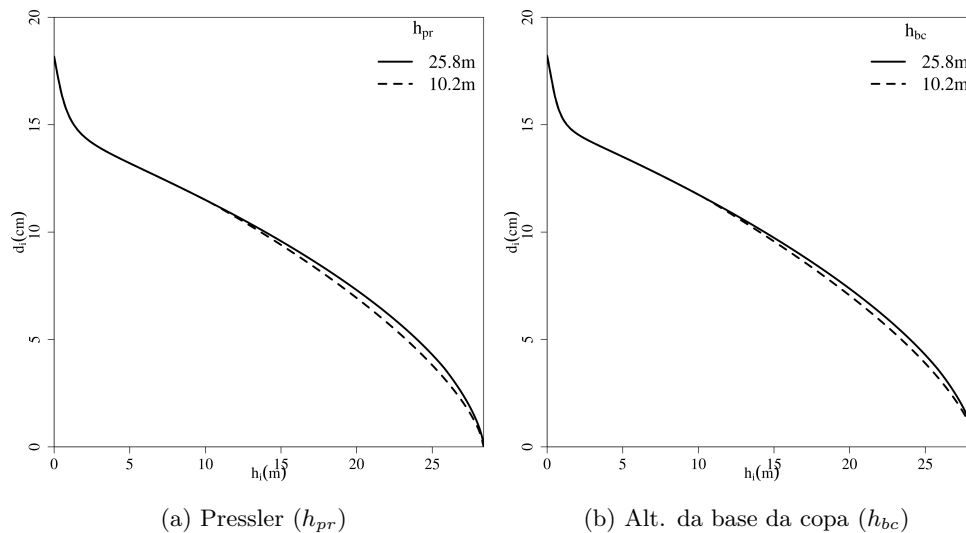 20
15
10
5
0
d_i(cm)
h_pr
25.8m
10.2m
0 5 10 15 20 25
h_i(m)
(a) Pressler (h_pr)
20
15
10
5
0
d_i(cm)
h_bc
25.8m
10.2m
0 5 10 15 20 25
h_i(m)
(b) Alt. da base da copa (h_bc)